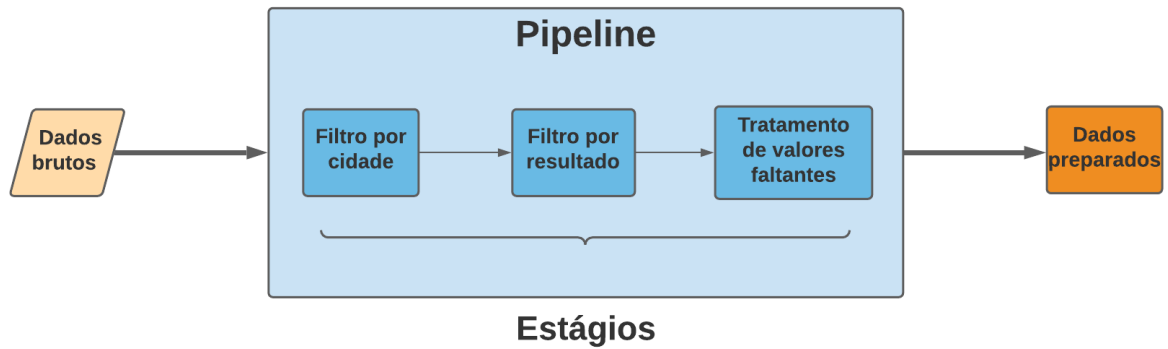 Pipeline
Dados
brutos
Filtro por
cidade
Filtro por
resultado
Tratamento
de valores
faltantes
Dados
preparados
Estágios